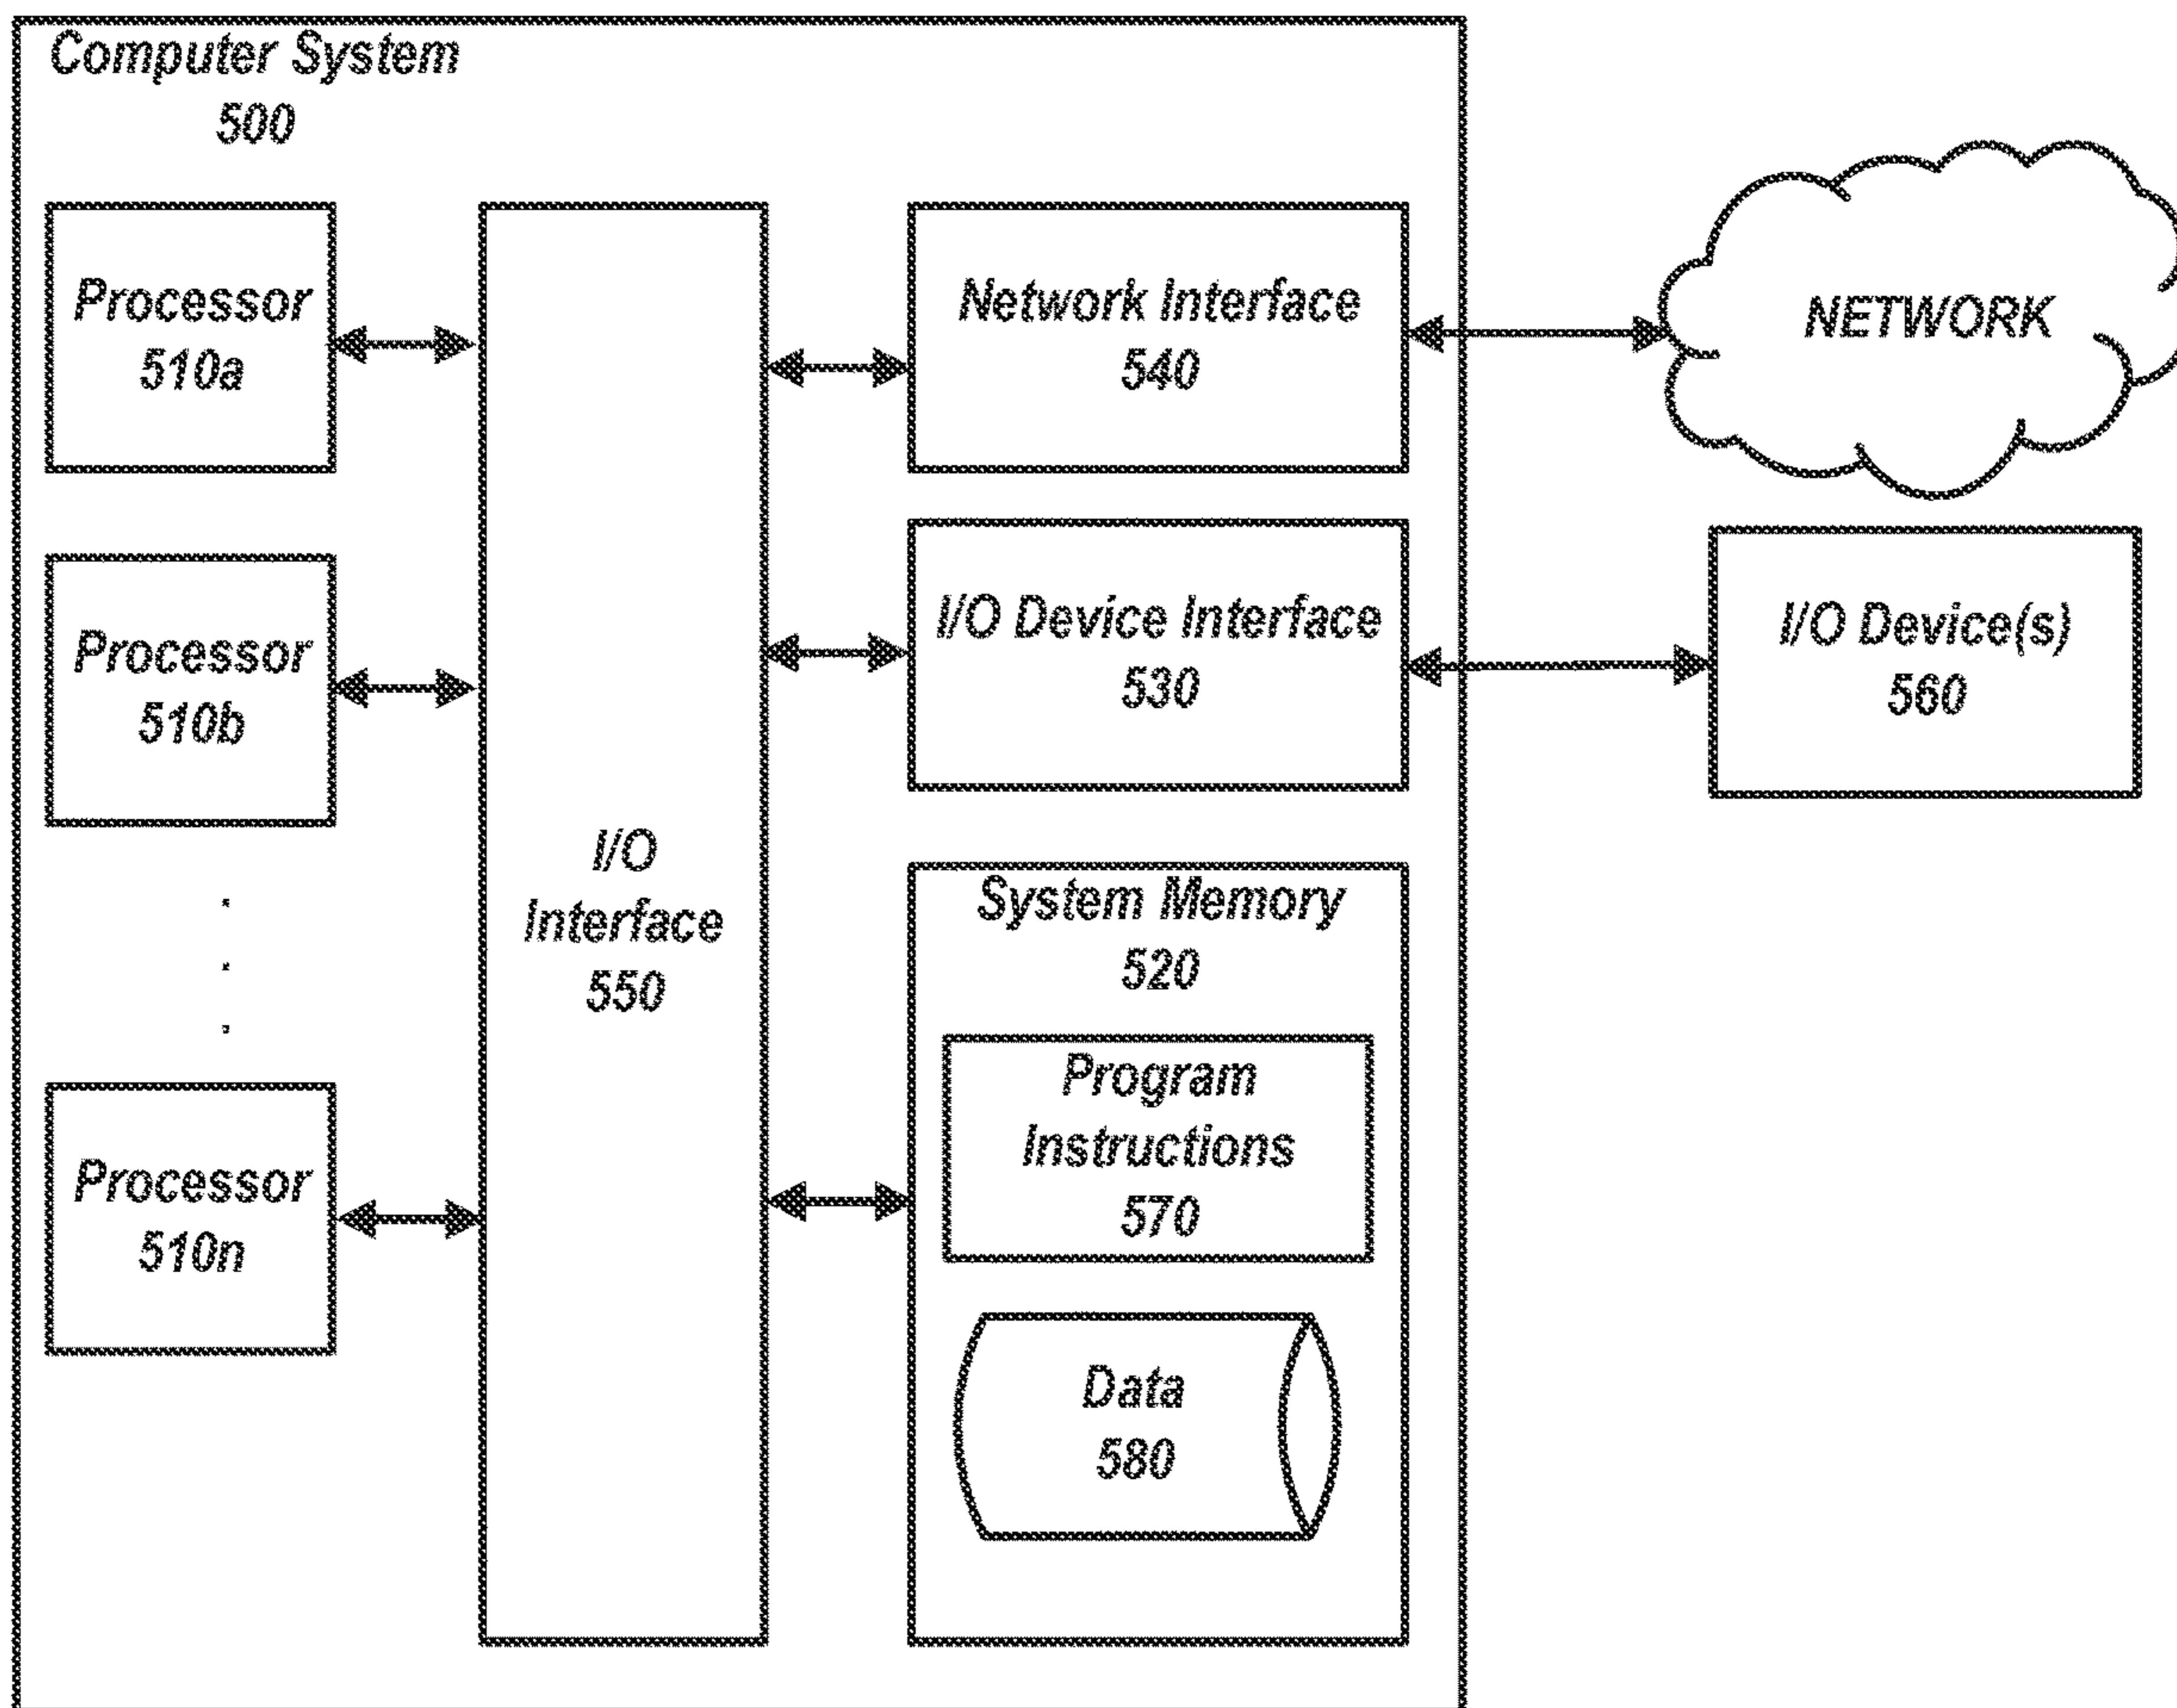 Computer System
500
Processor
510a
Network Interface
540
NETWORK
Processor
510b
I/O Device Interface
530
I/O Device(s)
560
I/O
Interface
550
System Memory
520
Program
Instructions
570
Processor
510n
Data
580